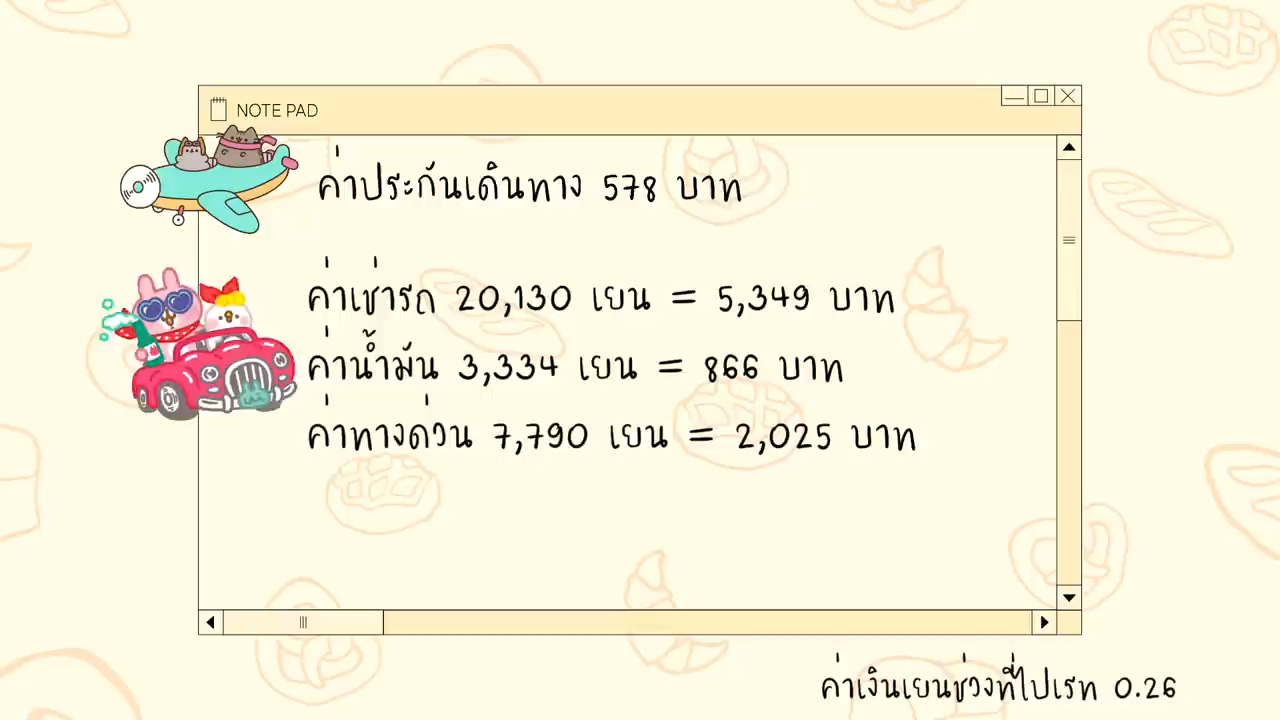 NOTE PAD
ค่าประกันเดินทาง 578 บาท
ค่าเช่ารถ 20,130 เยน = 5,349 บาท
ค่าน้ำมัน 3,334 เยน = 866 บาท
ค่าทางด่วน 7,790 เยน = 2,025 บาท
ค่าเงินเยนช่วงที่ไปเรท 0.26